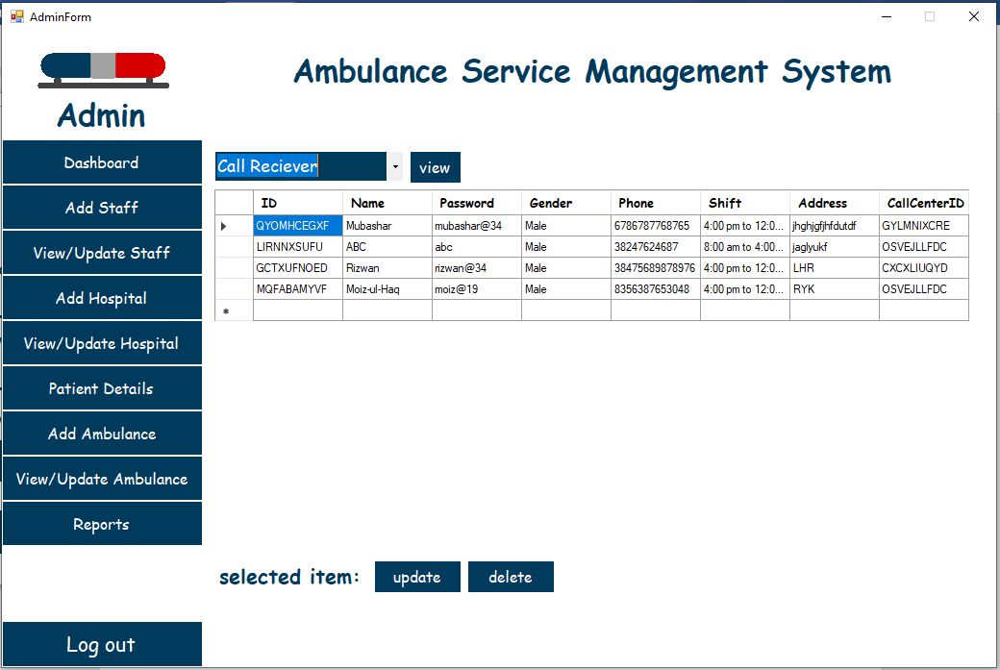 AdminForm
Ambulance Service Management System
Admin
Dashboard
Add Staff
View/Update Staff
Add Hospital
View/Update Hospital
Patient Details
Add Ambulance
View/Update Ambulance
Reports
Log out
Call Reciever view
ID Name Password Gender Phone Shift Address CallCenterID
QYOMHCEGXF Mubashar mubashar@34 Male 6786787768765 4:00 pm to 12:0... jhghjgfjhfdutdf GYLMNIXCRE
LIRNNXSUFU ABC abc Male 38247624687 8:00 am to 4:00... jaglyukf OSVEJLLFDC
GCTXUFNOED Rizwan rizwan@34 Male 38475689878976 4:00 pm to 12:0... LHR CXCXLIUQYD
MQFABAMYVF Moiz-ul-Haq moiz@19 Male 8356387653048 4:00 pm to 12:0... RYK OSVEJLLFDC
selected item: update delete